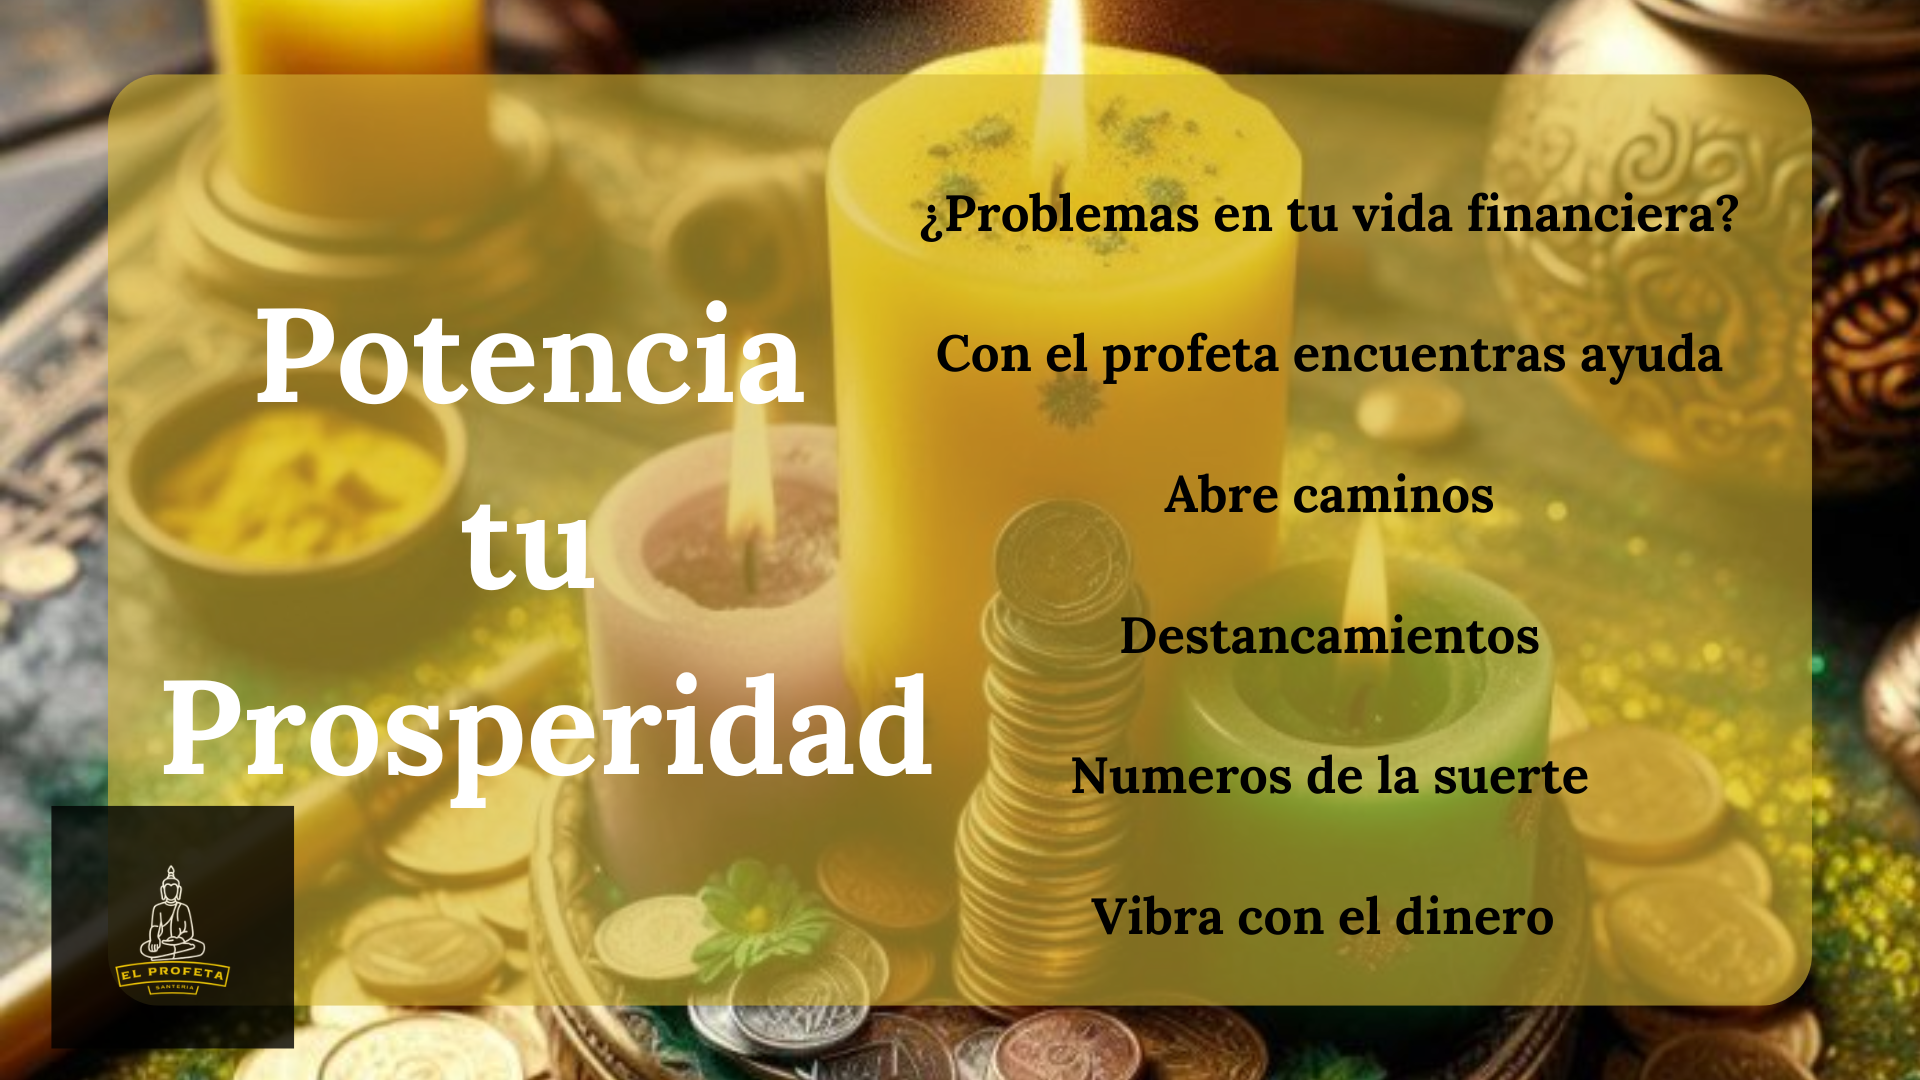 Potencia
tu
Prosperidad
¿Problemas en tu vida financiera?
Con el profeta encuentras ayuda
Abre caminos
Destancamientos
Numeros de la suerte
Vibra con el dinero
EL PROFETA
SANTERIA